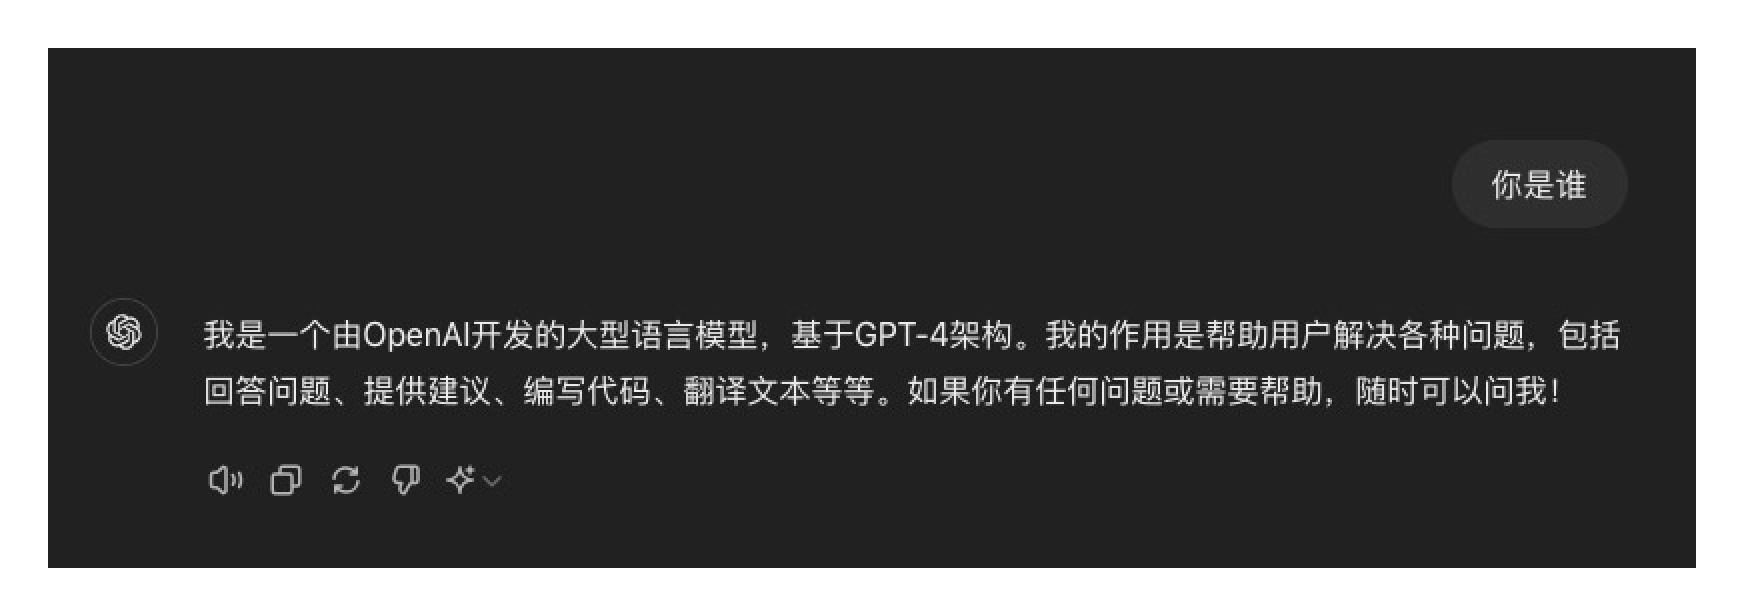 你是谁
我是一个由OpenAI开发的大型语言模型，基于GPT-4架构。我的作用是帮助用户解决各种问题，包括
回答问题、提供建议、编写代码、翻译文本等等。如果你有任何问题或需要帮助，随时可以问我！